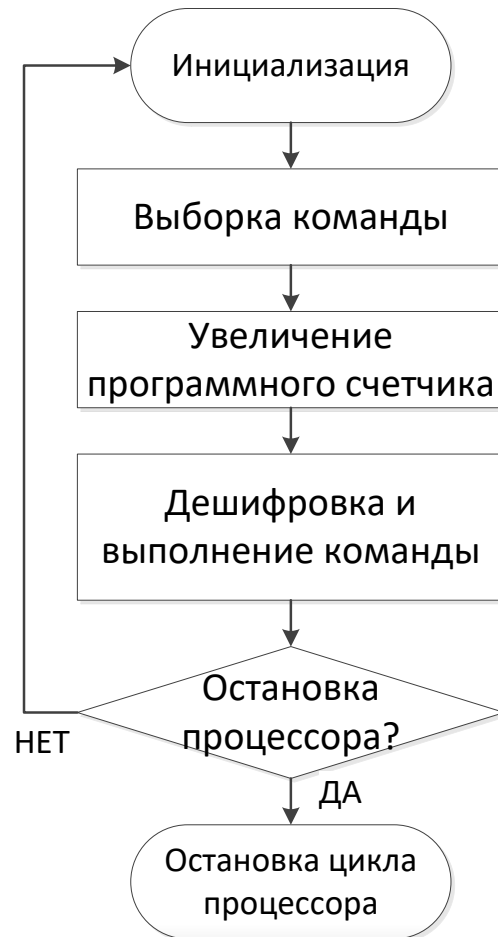 Инициализация
Выборка команды
Увеличение
программного счетчика
Дешифровка и
выполнение команды
Остановка
процессора?
НЕТ
ДА
Остановка цикла
процессора